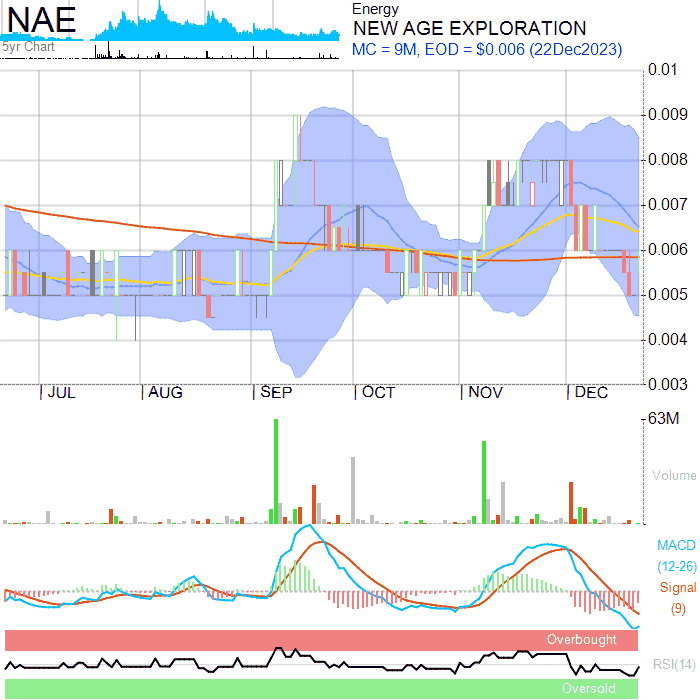 NAE
5yr Chart
Energy
NEW AGE EXPLORATION
MC = 9M, EOD = $0.006 (22Dec2023)
0.01
0.009
0.008
0.007
0.006
0.005
0.004
0.003
JUL AUG SEP OCT NOV DEC
63M
Volume
MACD
(12-26)
Signal
(9)
Overbought
RSI(14)
Oversold